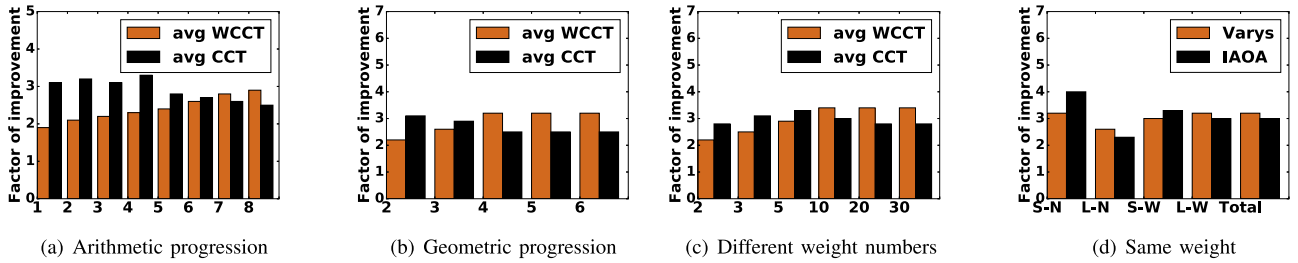 Factor of improvement
5
4
3
2
1
0
avg WCCT
avg CCT
1 2 3 4 5 6 7 8
(a) Arithmetic progression
Factor of improvement
7
6
5
4
3
2
1
0
avg WCCT
avg CCT
2 3 4 5 6
(b) Geometric progression
Factor of improvement
7
6
5
4
3
2
1
0
avg WCCT
avg CCT
2 3 5 10 20 30
(c) Different weight numbers
Factor of improvement
7
6
5
4
3
2
1
0
Varys
IAOA
S-N L-N S-W L-W Total
(d) Same weight